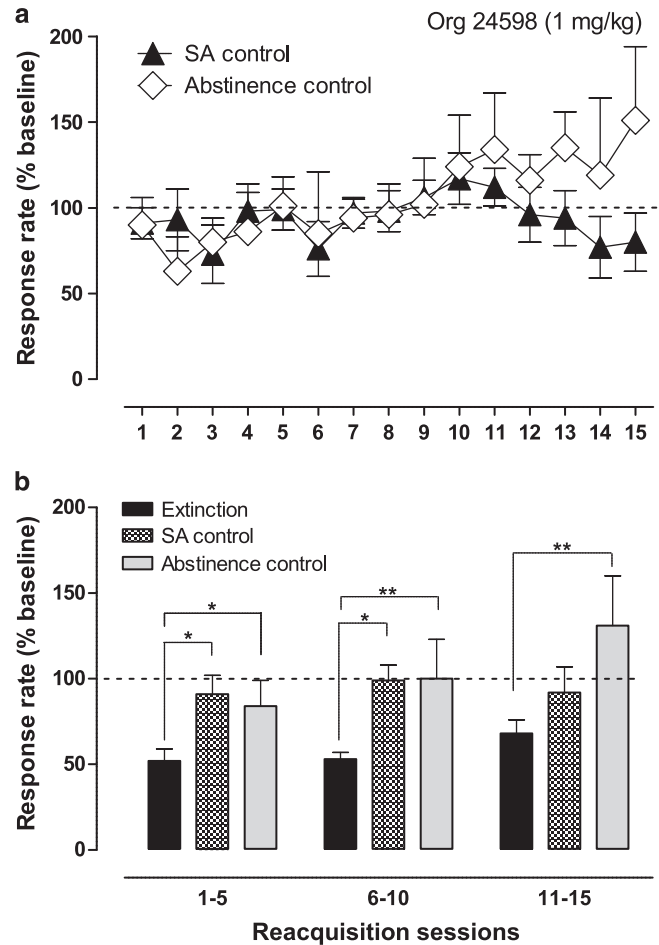 a
Org 24598 (1 mg/kg)
SA control
Abstinence control
Response rate (% baseline)
200
150
100
50
0
1 2 3 4 5 6 7 8 9 10 11 12 13 14 15
b
Extinction
SA control
Abstinence control
Response rate (% baseline)
200
150
100
50
0
* * * ** **
1-5 6-10 11-15
Reacquisition sessions